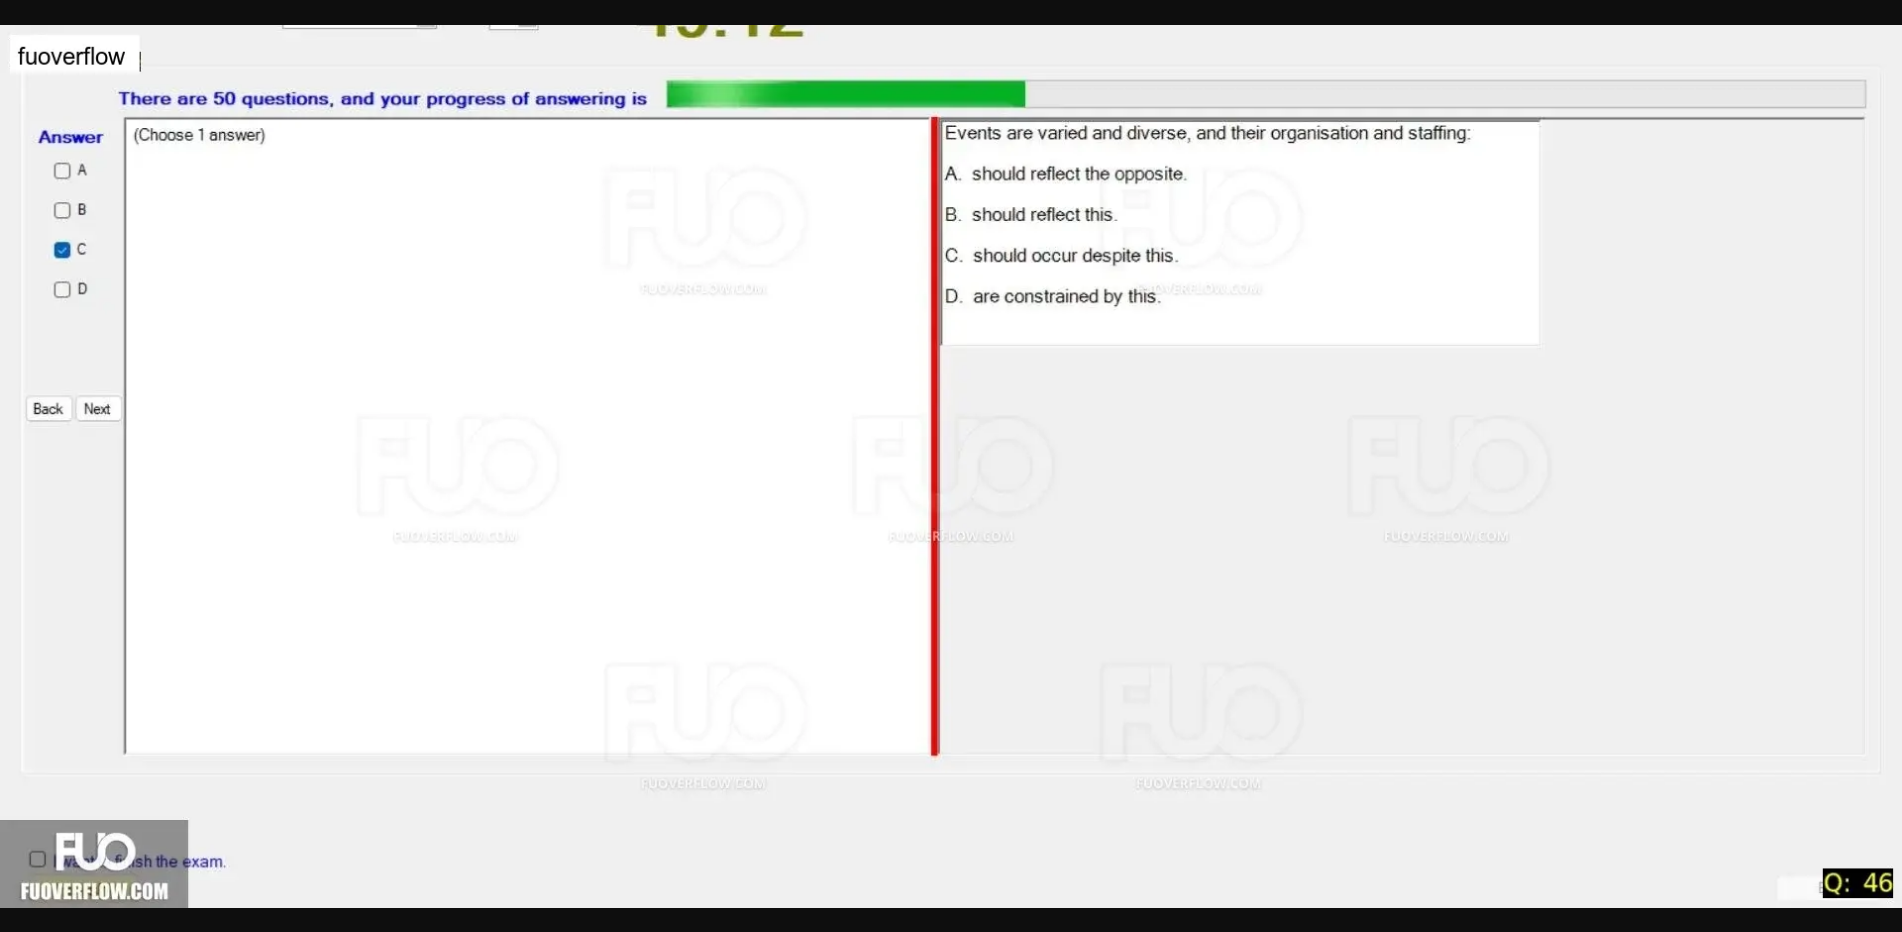 fuoverflow
There are 50 questions, and your progress of answering is
Answer
(Choose 1 answer)
A
B
C
D
Back Next
Events are varied and diverse, and their organisation and staffing:
A. should reflect the opposite.
B. should reflect this.
C. should occur despite this.
D. are constrained by this.
FUO
FUOVERFLOW.COM
FUO
FUOVERFLOW.COM
FUO
FUOVERFLOW.COM
FUO
FUOVERFLOW.COM
FUO
FUOVERFLOW.COM
FUO
FUOVERFLOW.COM
FUO
FUOVERFLOW.COM
FUO
the exam.
FUOVERFLOW.COM
Q: 46